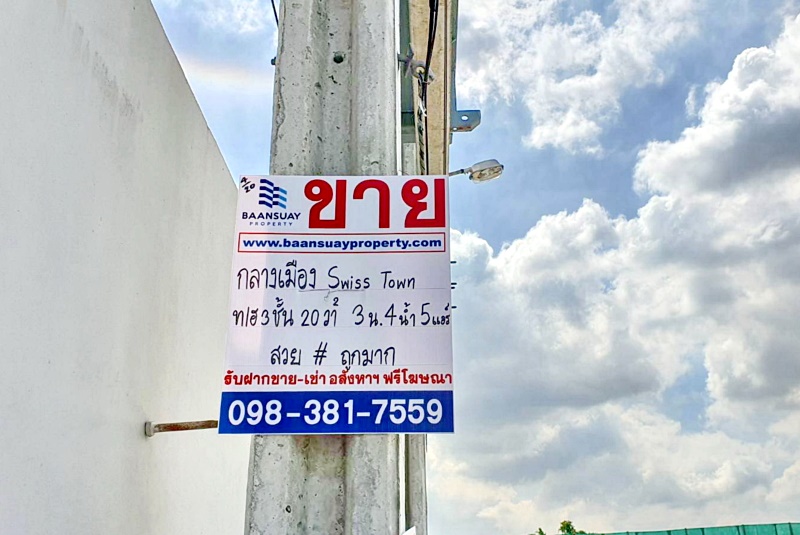 4/20
BAANSUAY
PROPERTY
ขาย
www.baansuayproperty.com
กลางเมือง Swiss Town
ท/ฮ 3 ชั้น 20 วา² 3 น. 4 น้ำ 5 แอร์
สวย # ถูกมาก
รับฝากขาย-เช่า อสังหาฯ ฟรีโฆษณา
098-381-7559